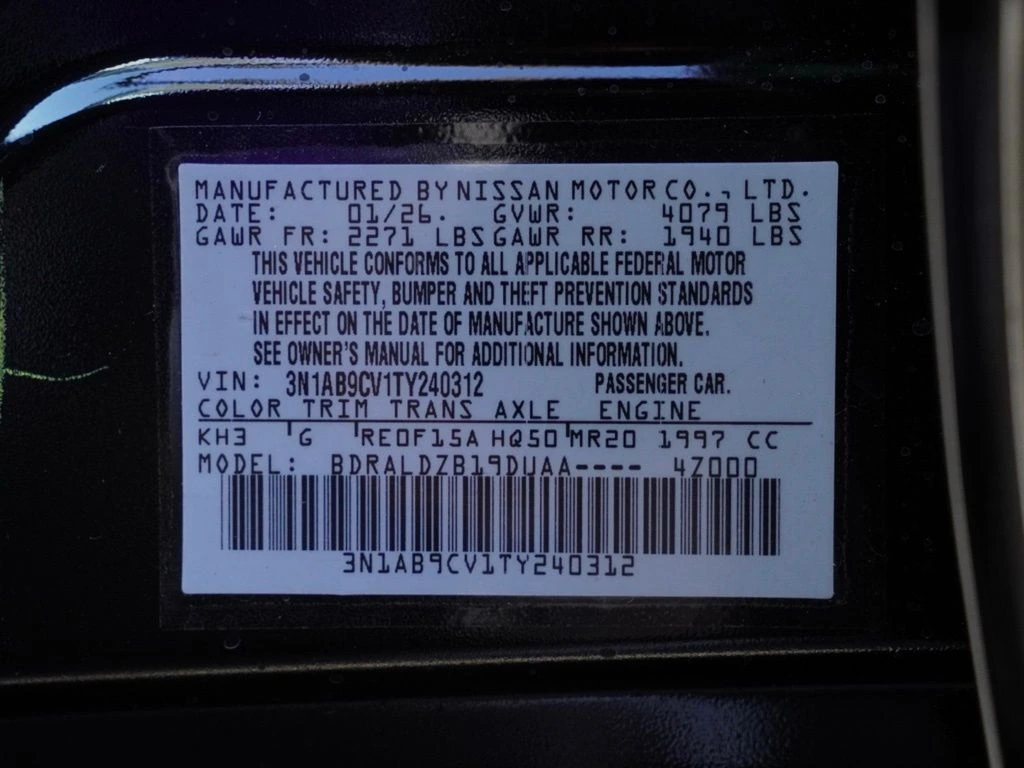 MANUFACTURED BY NISSAN MOTOR CO., LTD.
DATE: 01/26. GVWR: 4079 LBS
GAWR FR: 2271 LBS GAWR RR: 1940 LBS
THIS VEHICLE CONFORMS TO ALL APPLICABLE FEDERAL MOTOR
VEHICLE SAFETY, BUMPER AND THEFT PREVENTION STANDARDS
IN EFFECT ON THE DATE OF MANUFACTURE SHOWN ABOVE.
SEE OWNER'S MANUAL FOR ADDITIONAL INFORMATION.
VIN: 3N1AB9CV1TY240312 PASSENGER CAR.
COLOR TRIM TRANS AXLE ENGINE
KH3 G RE0F15A HQ50 MR20 1997 CC
MODEL: BDRALDZB19DUAA---- 4Z000
3N1AB9CV1TY240312